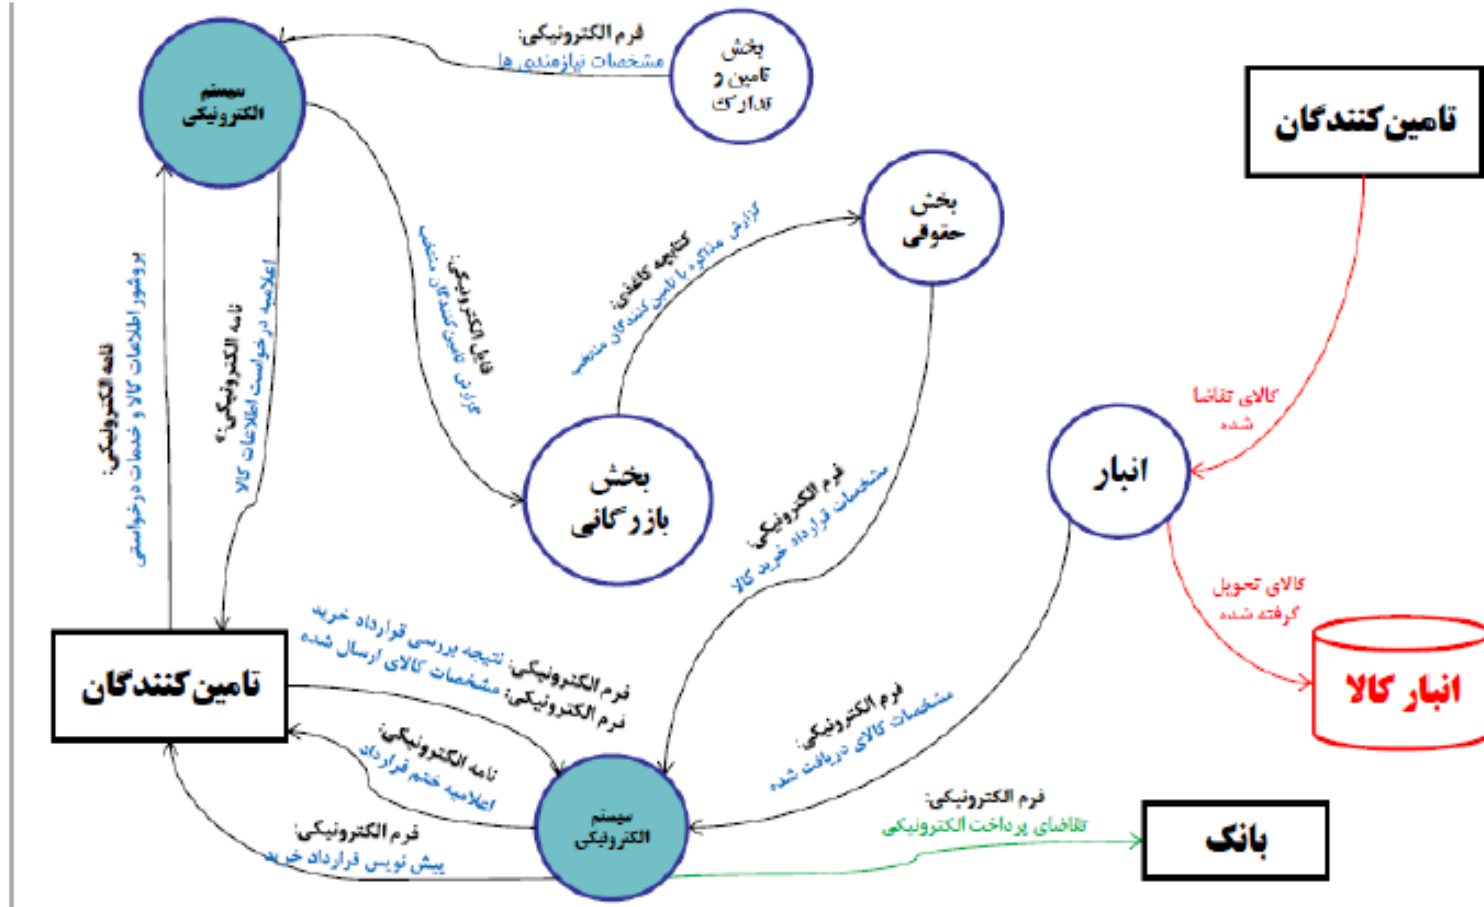 بخش
تامین و
تدارک
فرم الکترونیکی:
مشخصات نیازمندی ها
سیستم
الکترونیکی
تامین‌کنندگان
بخش
حقوقی
کتابچه کاغذی:
گزارش مذاکره با تامین کنندگان منتخب
فایل الکترونیکی:
گزارش تامین‌کنندگان منتخب
نامه الکترونیکی:
بروشور اطلاعات کالا و خدمات درخواستی
نامه الکترونیکی:؟
اعلامیه درخواست اطلاعات کالا
کالای تقاضا
شده
انبار
بخش
بازرگانی
فرم الکترونیکی:
مشخصات قرارداد خرید کالا
کالای تحویل
گرفته شده
انبار کالا
تامین‌کنندگان
فرم الکترونیکی: نتیجه بررسی قوارداد خرید
فرم الکترونیکی: مشخصات کالای ارسال شده
فرم الکترونیکی:
مشخصات کالای دریافت شده
نامه الکترونیکی:
اعلامیه ختم قرارداد
سیستم
الکترونیکی
فرم الکترونیکی:
پیش نویس قرارداد خرید
فرم الکترونیکی:
تقاضای پرداخت الکترونیکی
بانک